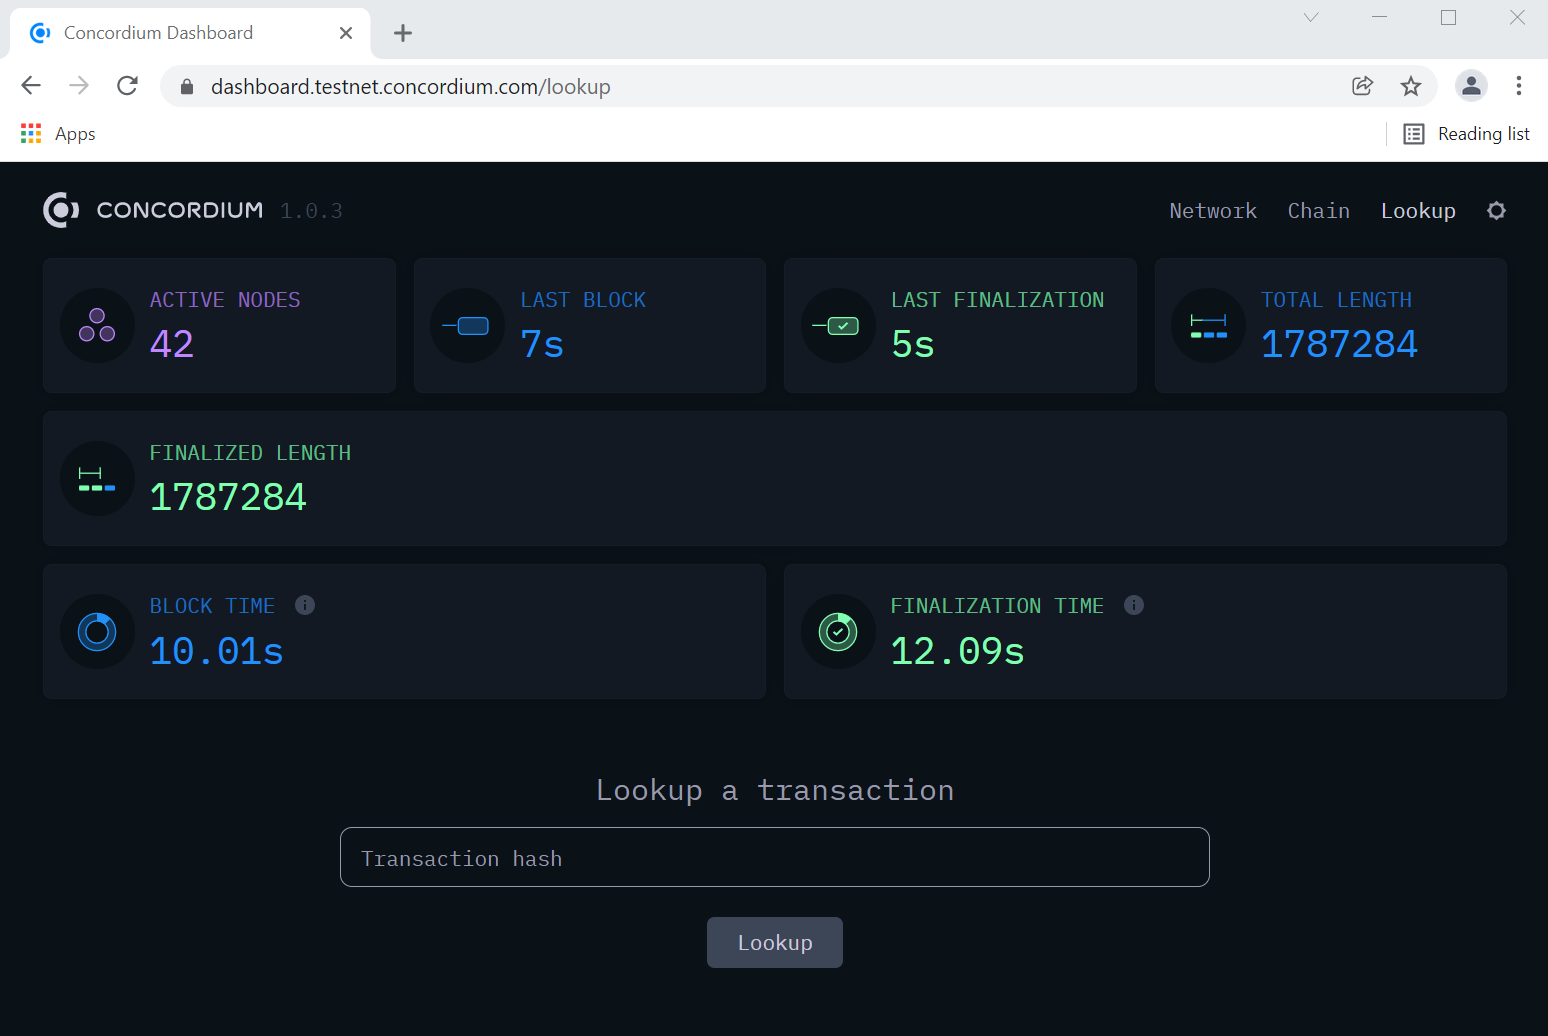 Concordium Dashboard
dashboard.testnet.concordium.com/lookup
Apps
Reading list
CONCORDIUM 1.0.3
Network Chain Lookup
ACTIVE NODES
42
LAST BLOCK
7s
LAST FINALIZATION
5s
TOTAL LENGTH
1787284
FINALIZED LENGTH
1787284
BLOCK TIME
10.01s
FINALIZATION TIME
12.09s
Lookup a transaction
Transaction hash
Lookup